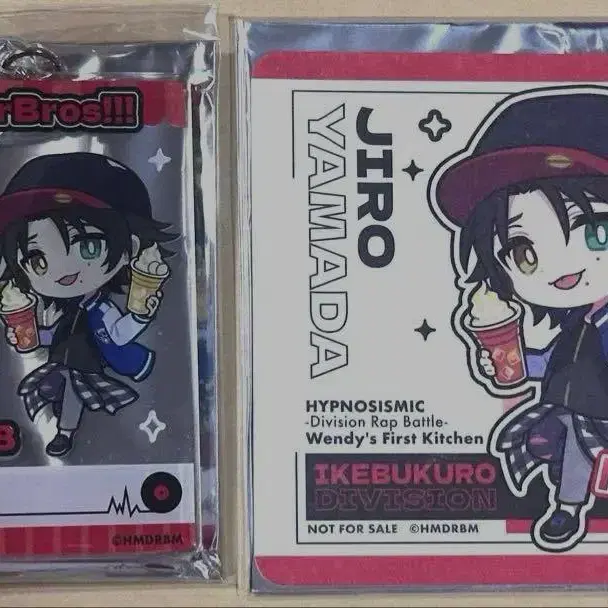 rBros!!!
©HMDRBM
JIRO
YAMADA
HYPNOSISMIC
-Division Rap Battle-
Wendy's First Kitchen
IKEBUKURO
DIVISION
NOT FOR SALE ©HMDRBM